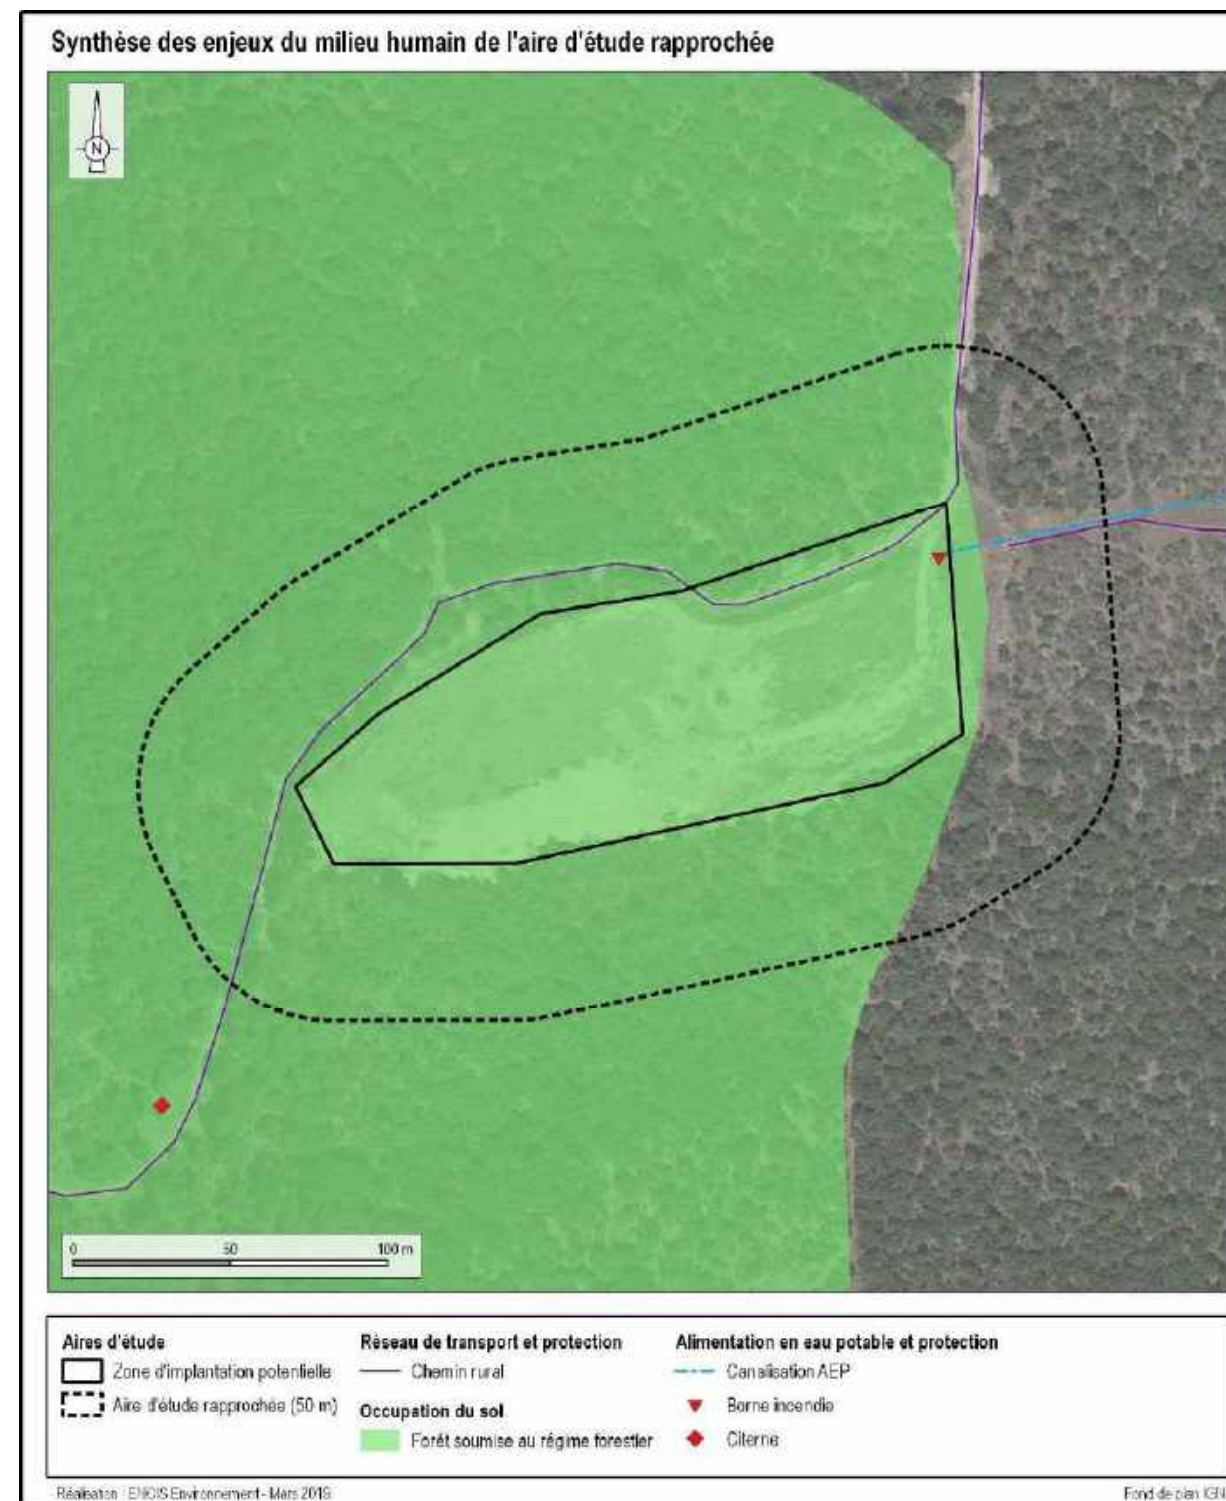 Synthèse des enjeux du milieu humain de l'aire d'étude rapprochée
N
0 50 100 m
Aires d'étude
Zone d'implantation potentielle
Aire d'étude rapprochée (50 m)
Réseau de transport et protection
Chemin rural
Occupation du sol
Forêt soumise au régime forestier
Alimentation en eau potable et protection
Canalisation AEP
Borne incendie
Citerne
Réalisation : ENCIS Environnement - Mars 2019
Fond de plan IGN